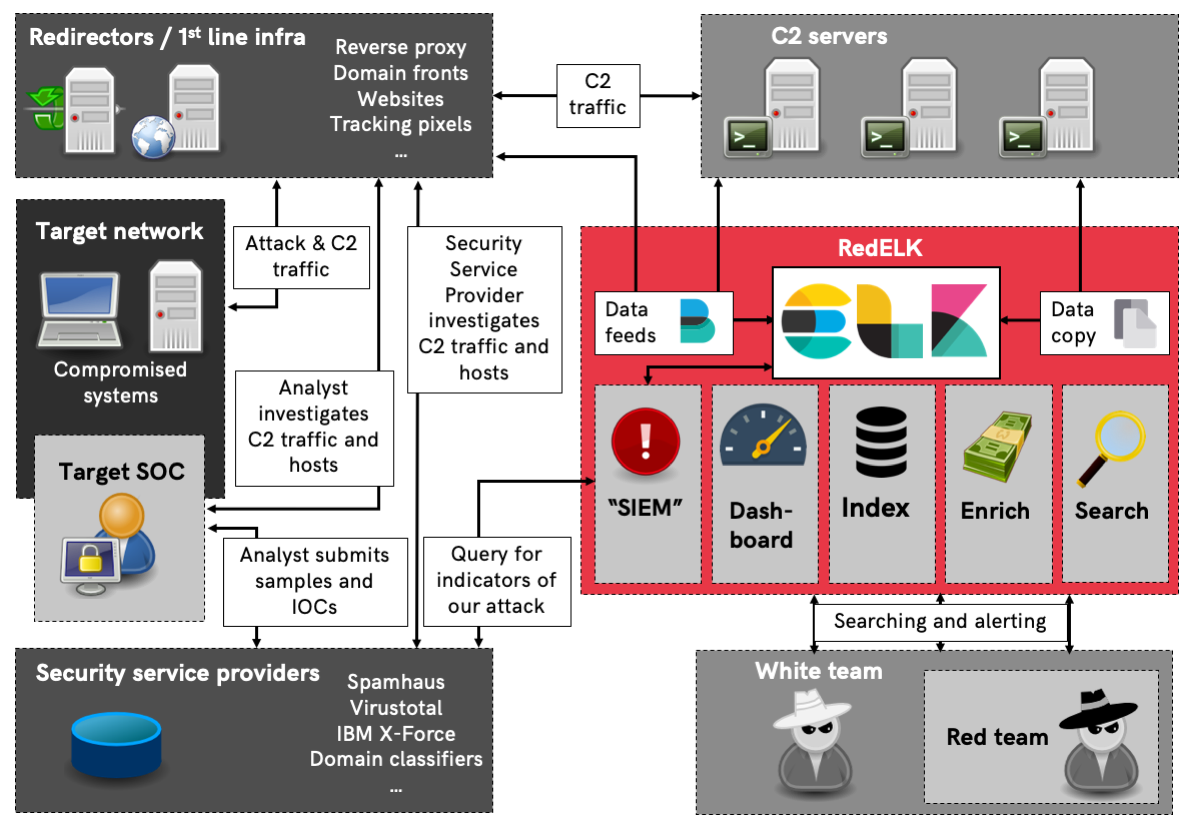 Redirectors / 1st line infra
Reverse proxy
Domain fronts
Websites
Tracking pixels
...
C2
traffic
C2 servers
>_
>_
>_
Target network
Compromised
systems
Attack & C2
traffic
Security
Service
Provider
investigates
C2 traffic and
hosts
Analyst
investigates
C2 traffic and
hosts
Target SOC
Analyst submits
samples and
IOCs
Query for
indicators of
our attack
RedELK
Data
feeds
ELK
Data
copy
!
"SIEM"
Dash-
board
Index
Enrich
Search
Searching and alerting
Security service providers
Spamhaus
Virustotal
IBM X-Force
Domain classifiers
...
White team
Red team